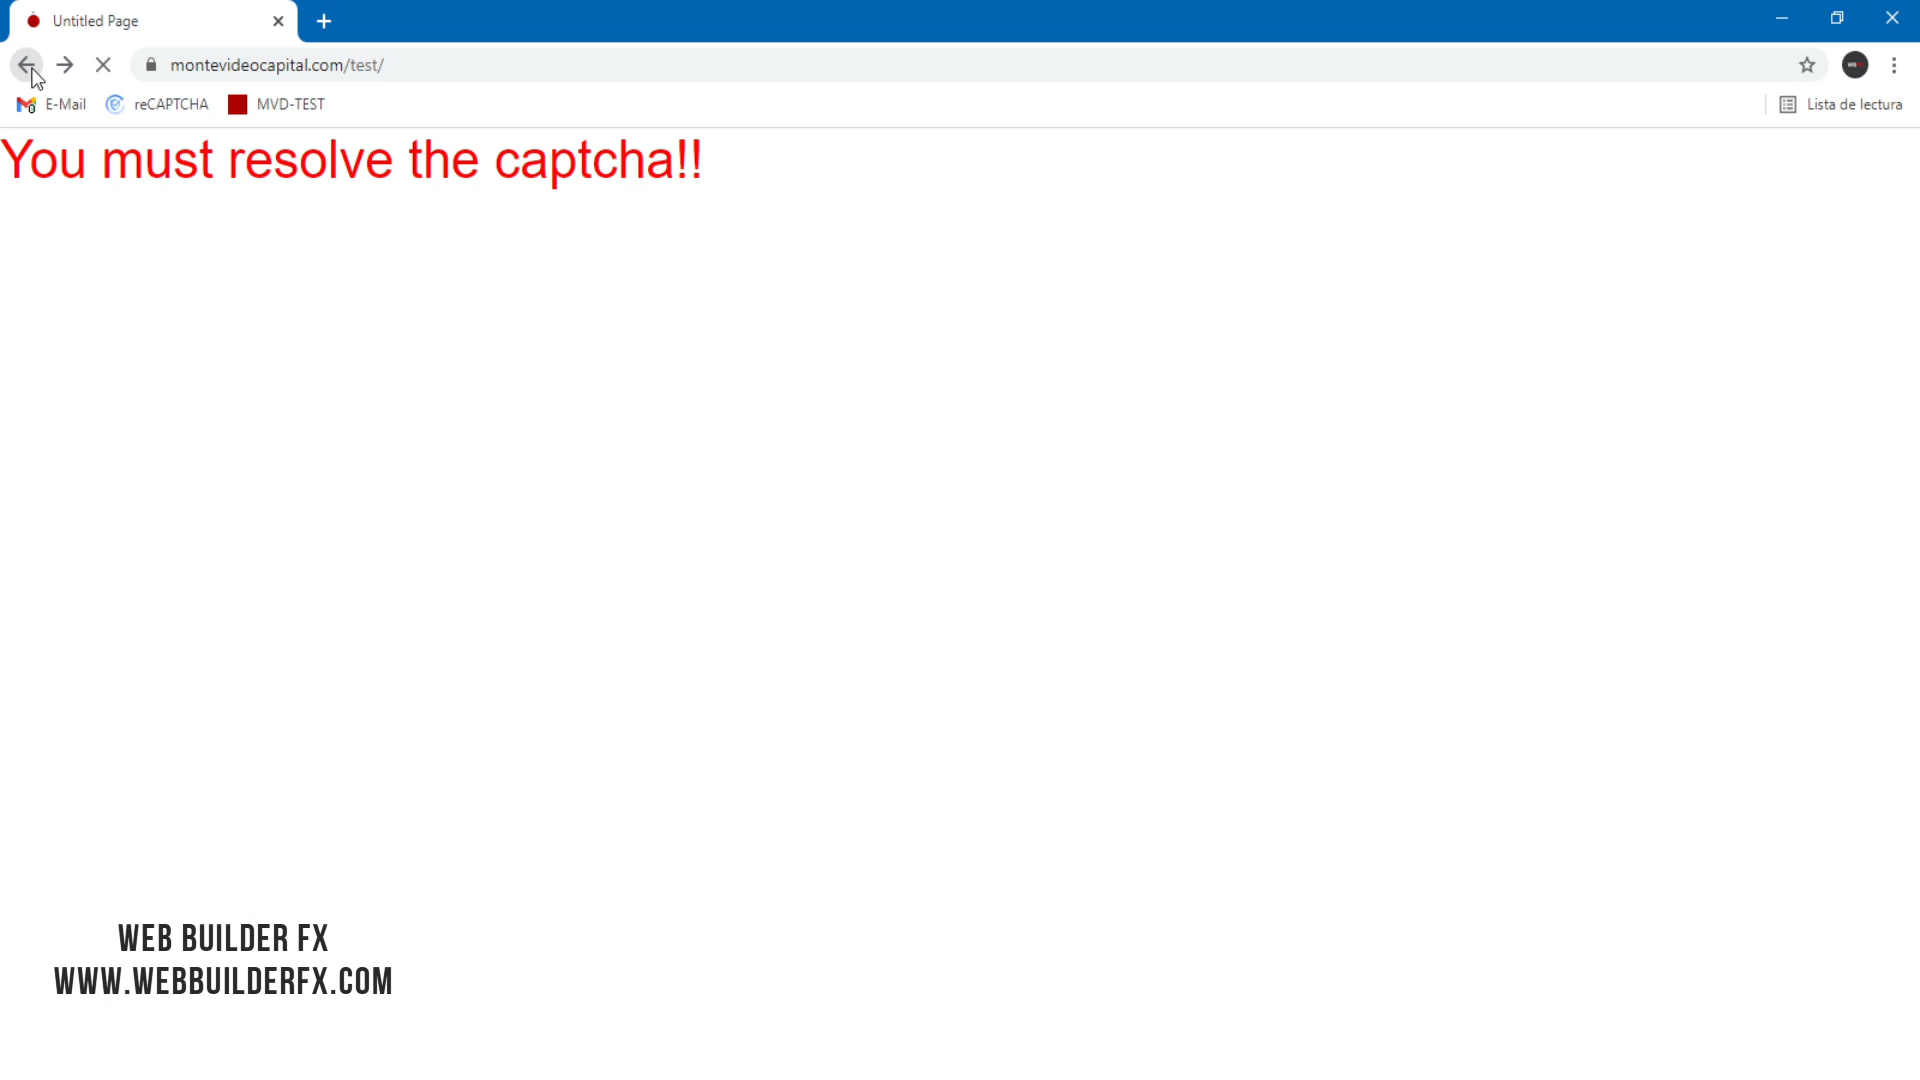 Untitled Page
montevideocapital.com/test/
E-Mail
reCAPTCHA
MVD-TEST
Lista de lectura
You must resolve the captcha!!
WEB BUILDER FX
WWW.WEBBUILDERFX.COM